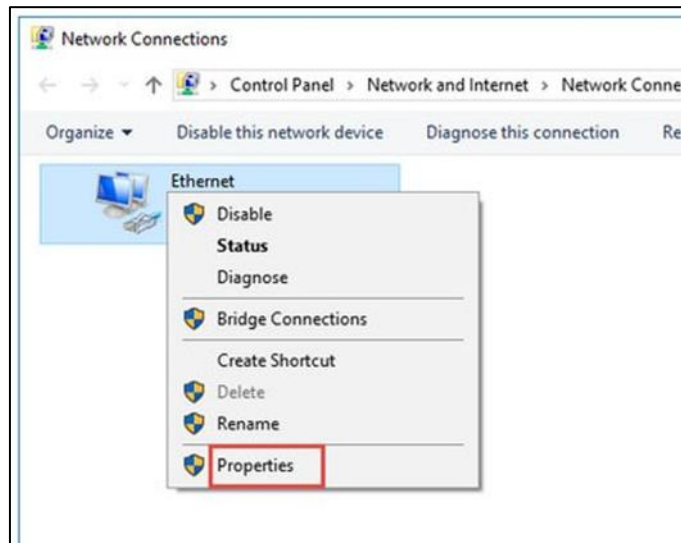 Network Connections
Control Panel > Network and Internet > Network Conne
Organize Disable this network device Diagnose this connection Re
Ethernet
Disable
Status
Diagnose
Bridge Connections
Create Shortcut
Delete
Rename
Properties